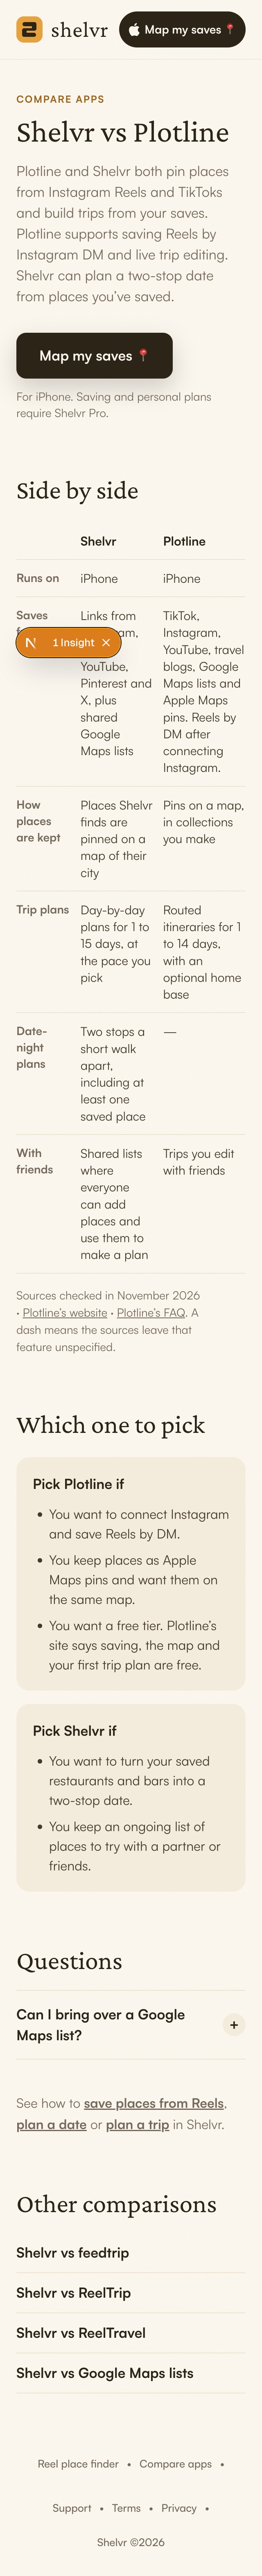 shelvr
Map my saves
COMPARE APPS
Shelvr vs Plotline
Plotline and Shelvr both pin places
from Instagram Reels and TikToks
and build trips from your saves.
Plotline supports saving Reels by
Instagram DM and live trip editing.
Shelvr can plan a two-stop date
from places you've saved.
Map my saves
For iPhone. Saving and personal plans
require Shelvr Pro.
Side by side
Shelvr
Plotline
Runs on
iPhone
iPhone
Saves
Links from
YouTube,
Pinterest and
X, plus
shared
Google
Maps lists
TikTok,
Instagram,
YouTube, travel
blogs, Google
Maps lists and
Apple Maps
pins. Reels by
DM after
connecting
Instagram.
1 Insight
How
places
are kept
Places Shelvr
finds are
pinned on a
map of their
city
Pins on a map,
in collections
you make
Trip plans
Day-by-day
plans for 1 to
15 days, at
the pace you
pick
Routed
itineraries for 1
to 14 days,
with an
optional home
base
Date-
night
plans
Two stops a
short walk
apart,
including at
least one
saved place
—
With
friends
Shared lists
where
everyone
can add
places and
use them to
make a plan
Trips you edit
with friends
Sources checked in November 2026
· Plotline's website · Plotline's FAQ. A
dash means the sources leave that
feature unspecified.
Which one to pick
Pick Plotline if
• You want to connect Instagram
and save Reels by DM.
• You keep places as Apple
Maps pins and want them on
the same map.
• You want a free tier. Plotline's
site says saving, the map and
your first trip plan are free.
Pick Shelvr if
• You want to turn your saved
restaurants and bars into a
two-stop date.
• You keep an ongoing list of
places to try with a partner or
friends.
Questions
Can I bring over a Google
Maps list?
+
See how to save places from Reels,
plan a date or plan a trip in Shelvr.
Other comparisons
Shelvr vs feedtrip
Shelvr vs ReelTrip
Shelvr vs ReelTravel
Shelvr vs Google Maps lists
Reel place finder • Compare apps •
Support • Terms • Privacy •
Shelvr ©2026